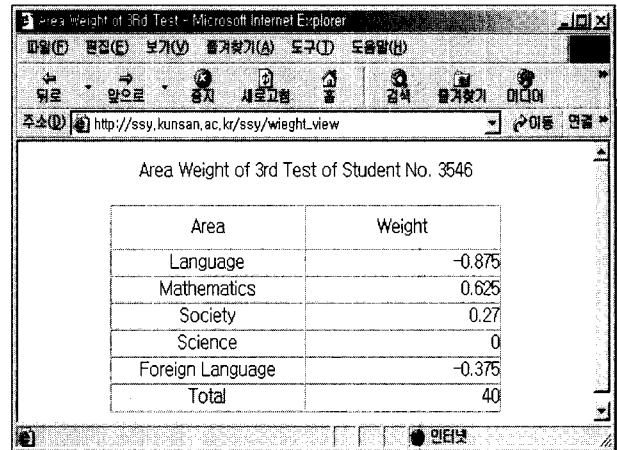 Area Weight of 3Rd Test - Microsoft Internet Explorer
파일(F) 편집(E) 보기(V) 즐겨찾기(A) 도구(T) 도움말(H)
뒤로 앞으로 중지 새로고침 홈 검색 즐겨찾기 미디어
주소(D) http://ssy.kunsan.ac.kr/ssy/wieght_view 이동 연결
Area Weight of 3rd Test of Student No. 3546
Area Weight
Language -0.875
Mathematics 0.625
Society 0.27
Science 0
Foreign Language -0.375
Total 40
인터넷